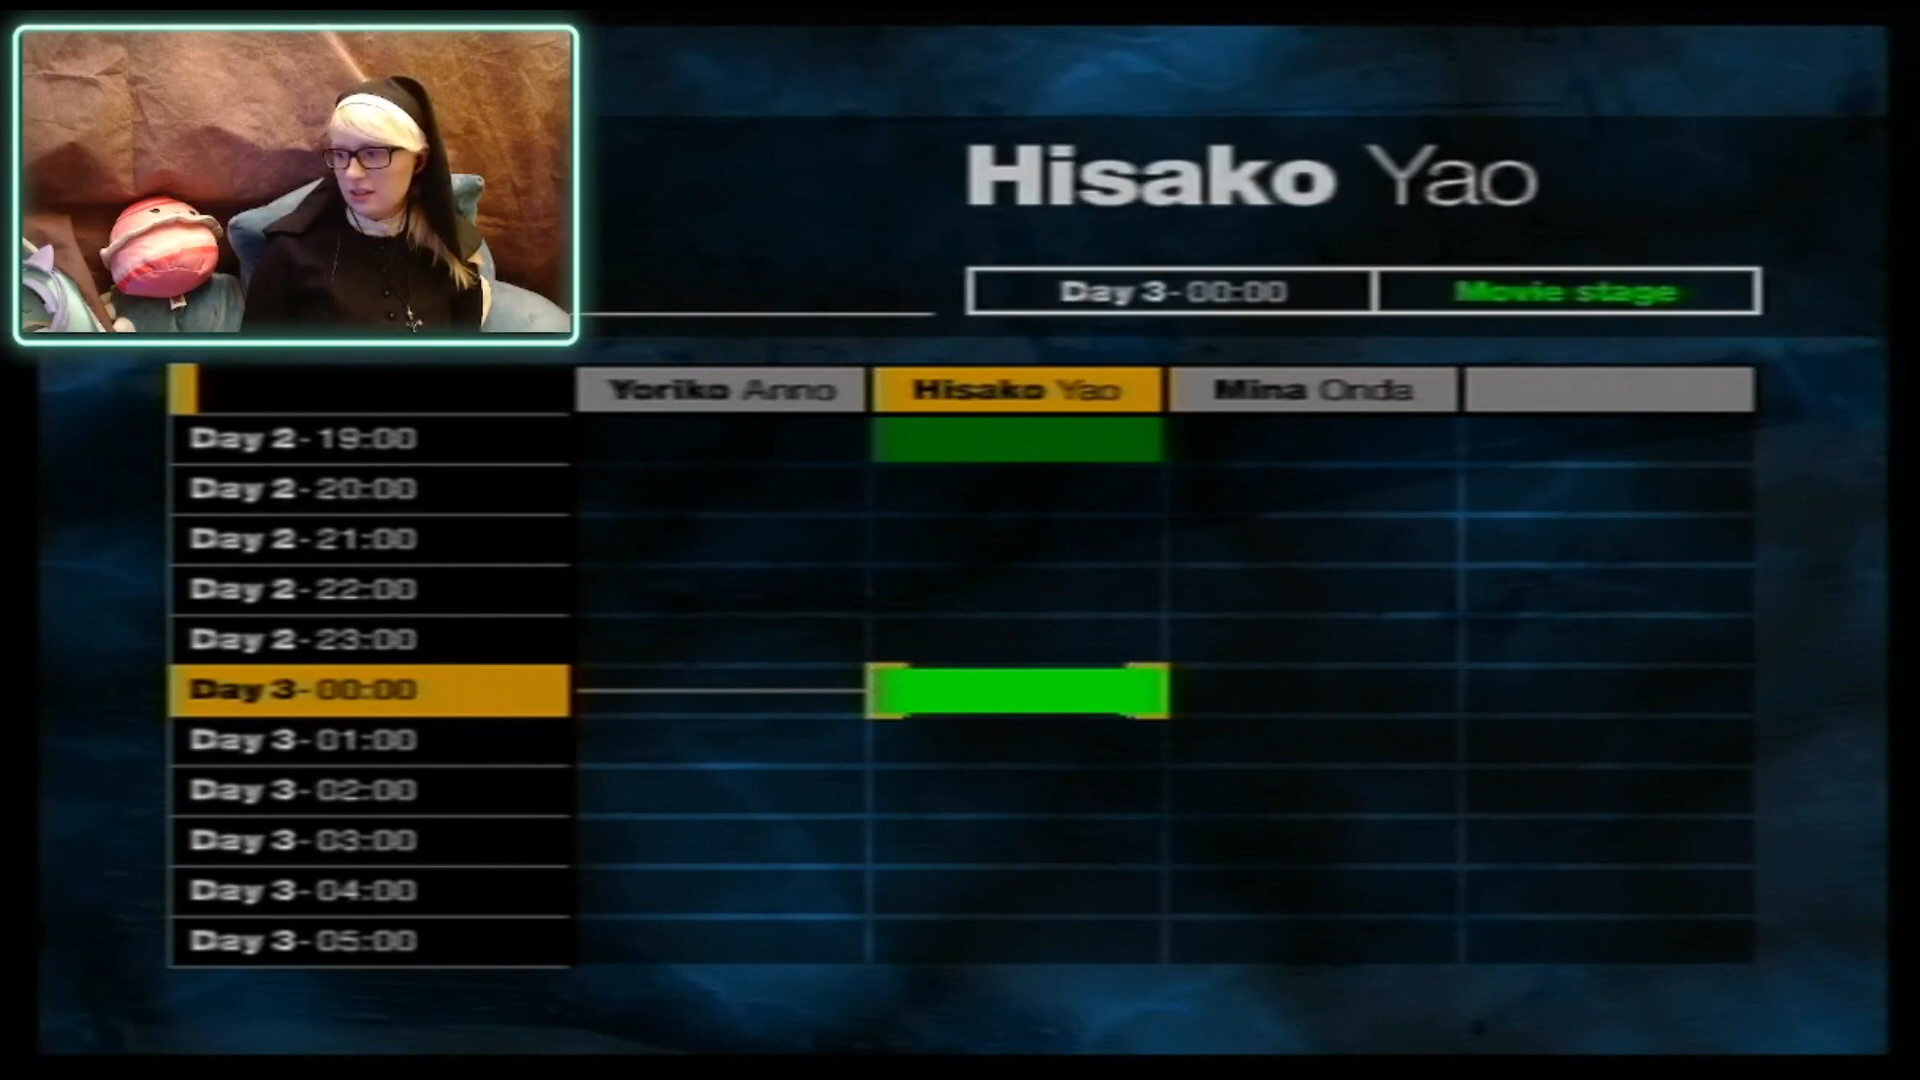 Hisako Yao
Day 3-00:00 Movie stage
Yoriko Anno Hisako Yao Mina Onda
Day 2-19:00
Day 2-20:00
Day 2-21:00
Day 2-22:00
Day 2-23:00
Day 3-00:00
Day 3-01:00
Day 3-02:00
Day 3-03:00
Day 3-04:00
Day 3-05:00